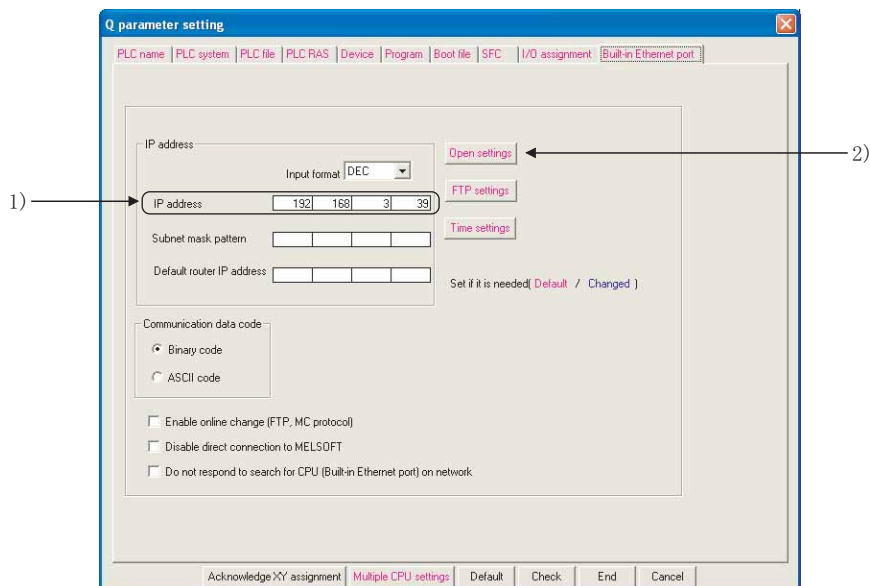 Q parameter setting
PLC name PLC system PLC file PLC RAS Device Program Boot file SFC I/O assignment Built-in Ethernet port
IP address
Input format DEC
Open settings
2)
1)
IP address 192 168 3 39
FTP settings
Subnet mask pattern
Time settings
Default router IP address
Set if it is needed( Default / Changed )
Communication data code
Binary code
ASCII code
Enable online change (FTP, MC protocol)
Disable direct connection to MELSOFT
Do not respond to search for CPU (Built-in Ethernet port) on network
Acknowledge XY assignment Multiple CPU settings Default Check End Cancel